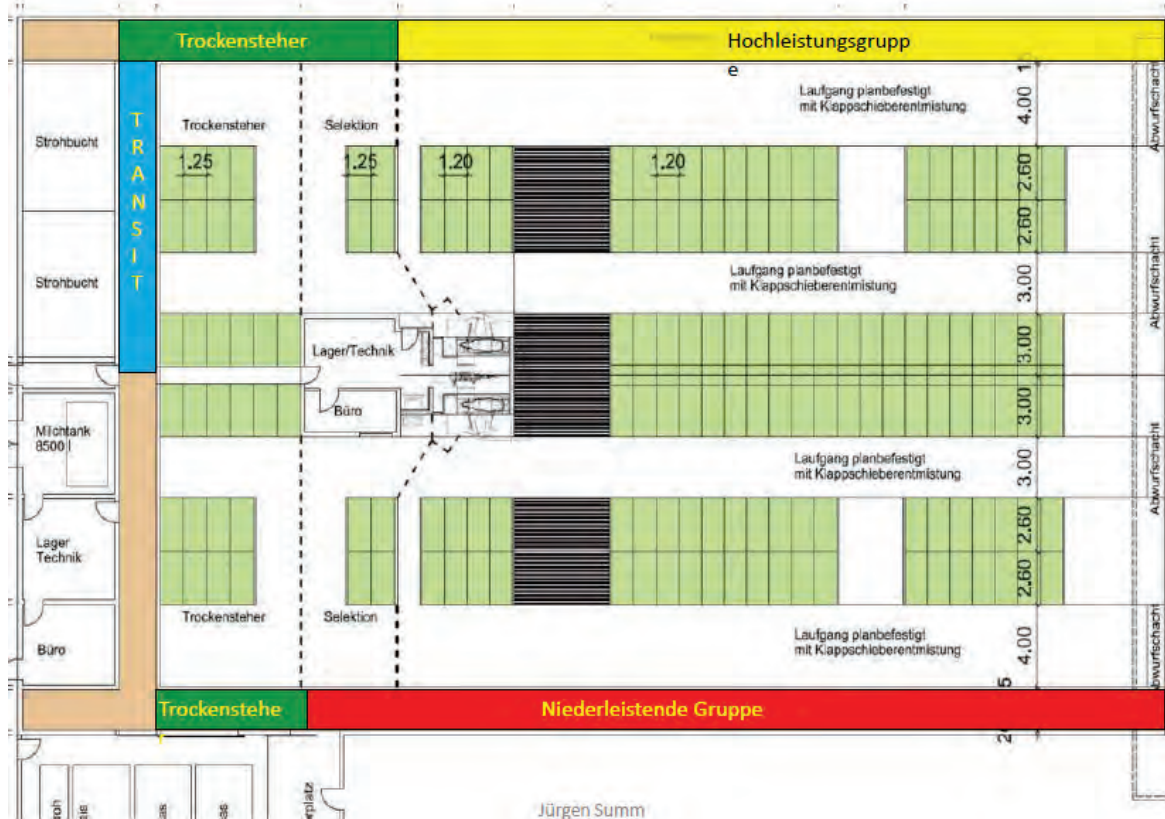 Trockensteher
Hochleistungsgrupp
e
TRANSIT
Strohbucht
Strohbucht
Trockensteher
Selektion
Laufgang planbefestigt
mit Klappschieberentmistung
4.00
Abwurfschacht
1.25
1.25
1.20
1.20
2.60
2.60
Laufgang planbefestigt
mit Klappschieberentmistung
3.00
Abwurfschacht
Lager/Technik
Büro
3.00
3.00
Milchtank
8500 l
Laufgang planbefestigt
mit Klappschieberentmistung
3.00
Abwurfschacht
Lager
Technik
2.60
2.60
Büro
Trockensteher
Selektion
Laufgang planbefestigt
mit Klappschieberentmistung
4.00
Abwurfschacht
Trockenstehe
Niederleistende Gruppe
Jürgen Summ